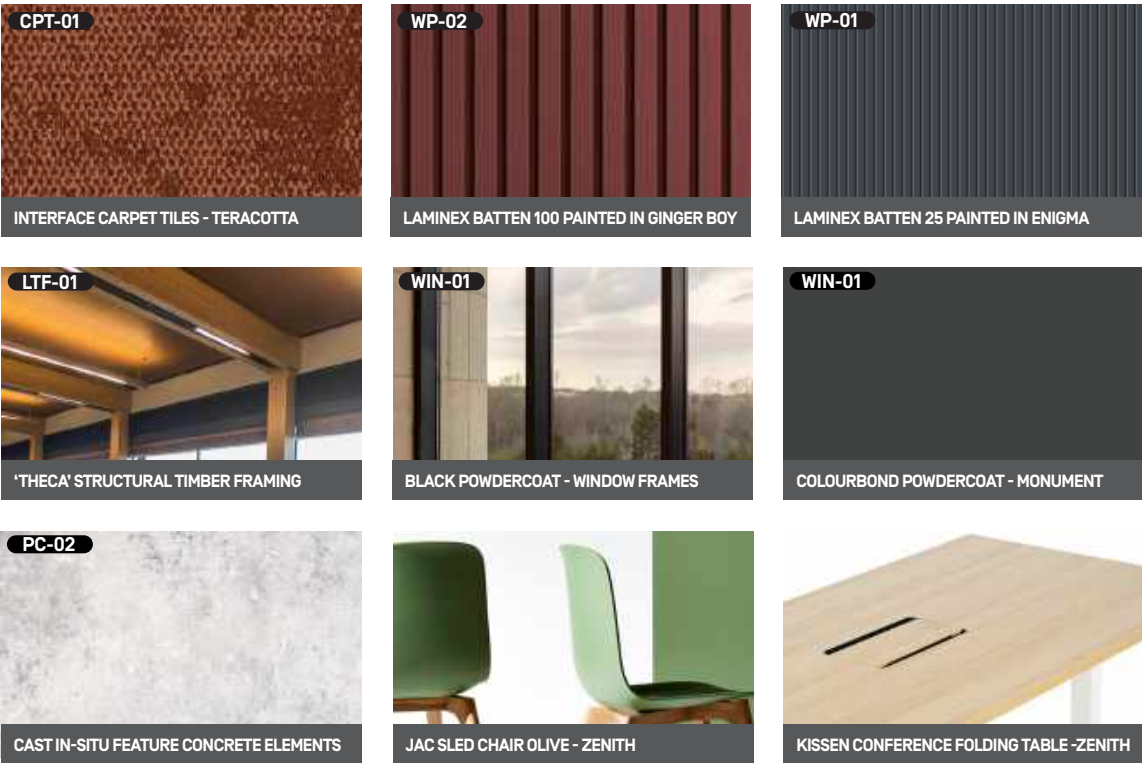 CPT-01
INTERFACE CARPET TILES - TERACOTTA
WP-02
LAMINEX BATTEN 100 PAINTED IN GINGER BOY
WP-01
LAMINEX BATTEN 25 PAINTED IN ENIGMA
LTF-01
‘THECA’ STRUCTURAL TIMBER FRAMING
WIN-01
BLACK POWDERCOAT - WINDOW FRAMES
WIN-01
COLOURBOND POWDERCOAT - MONUMENT
PC-02
CAST IN-SITU FEATURE CONCRETE ELEMENTS
JAC SLED CHAIR OLIVE - ZENITH
KISSEN CONFERENCE FOLDING TABLE -ZENITH